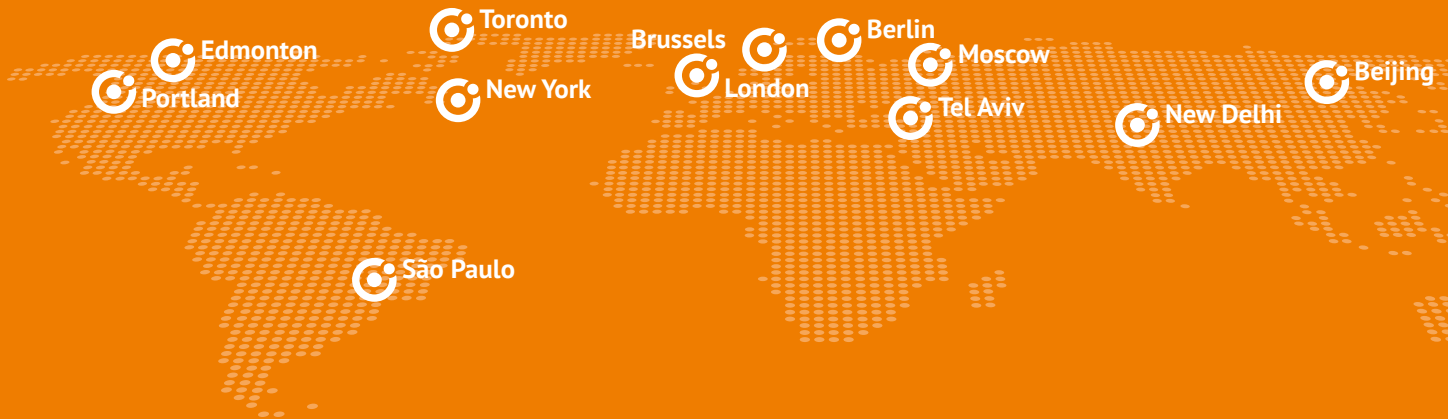 Toronto
Edmonton
Brussels
Berlin
Moscow
Portland
New York
London
Beijing
Tel Aviv
New Delhi
São Paulo